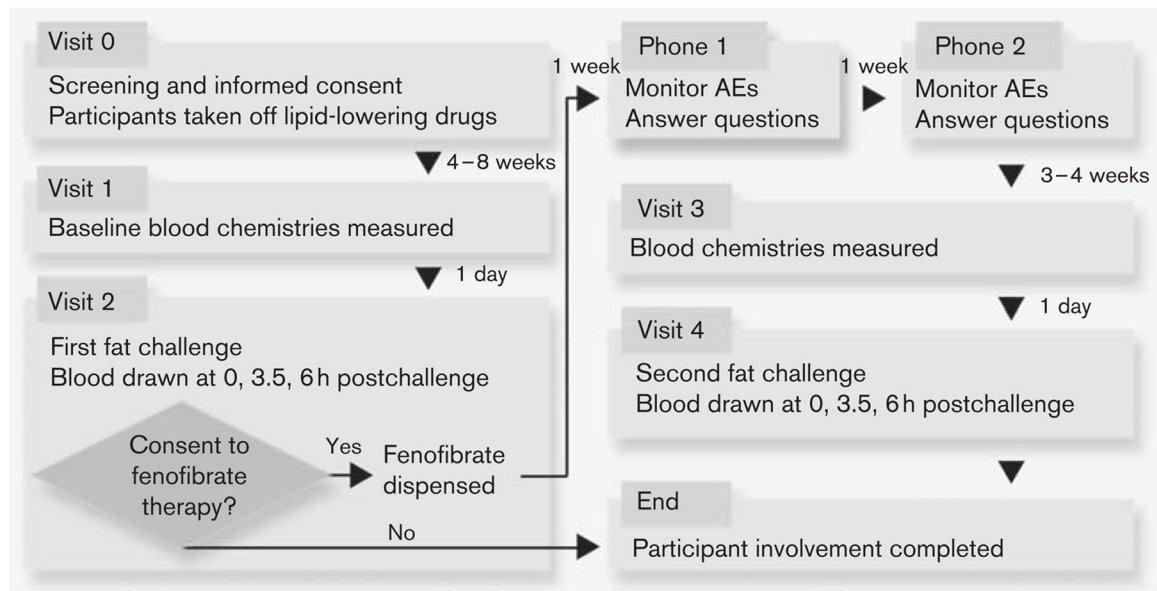 Visit 0
Screening and informed consent
Participants taken off lipid-lowering drugs
4–8 weeks
Visit 1
Baseline blood chemistries measured
1 day
Visit 2
First fat challenge
Blood drawn at 0, 3.5, 6 h postchallenge
Consent to
fenofibrate
therapy?
Yes
Fenofibrate
dispensed
No
1 week
Phone 1
Monitor AEs
Answer questions
1 week
Phone 2
Monitor AEs
Answer questions
3–4 weeks
Visit 3
Blood chemistries measured
1 day
Visit 4
Second fat challenge
Blood drawn at 0, 3.5, 6 h postchallenge
End
Participant involvement completed